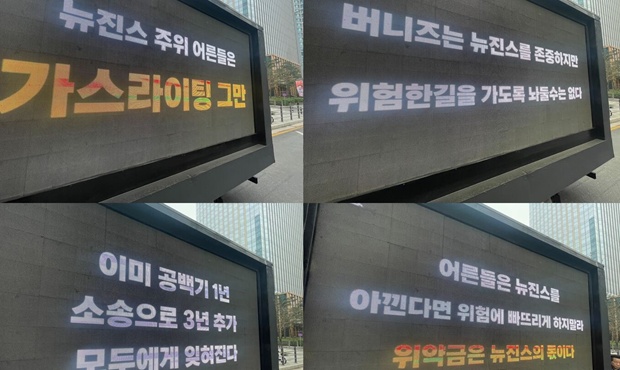 뉴진스 주위 어른들은
가스라이팅 그만
버니즈는 뉴진스를 존중하지만
위험한길을 가도록 놔둘수는 없다
이미 공백기 1년
소송으로 3년 추가
모두에게 잊혀진다
어른들은 뉴진스를
아낀다면 위험에 빠뜨리게 하지말라
위약금은 뉴진스의 몫이다